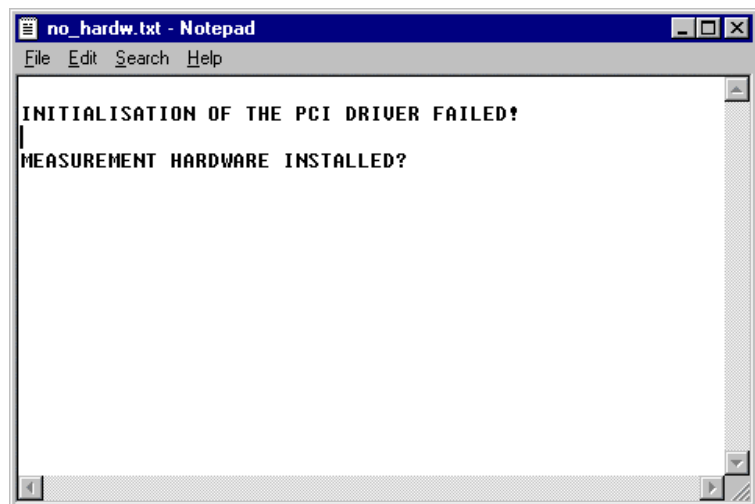 no_hardw.txt - Notepad
File Edit Search Help
INITIALISATION OF THE PCI DRIVER FAILED!
MEASUREMENT HARDWARE INSTALLED?